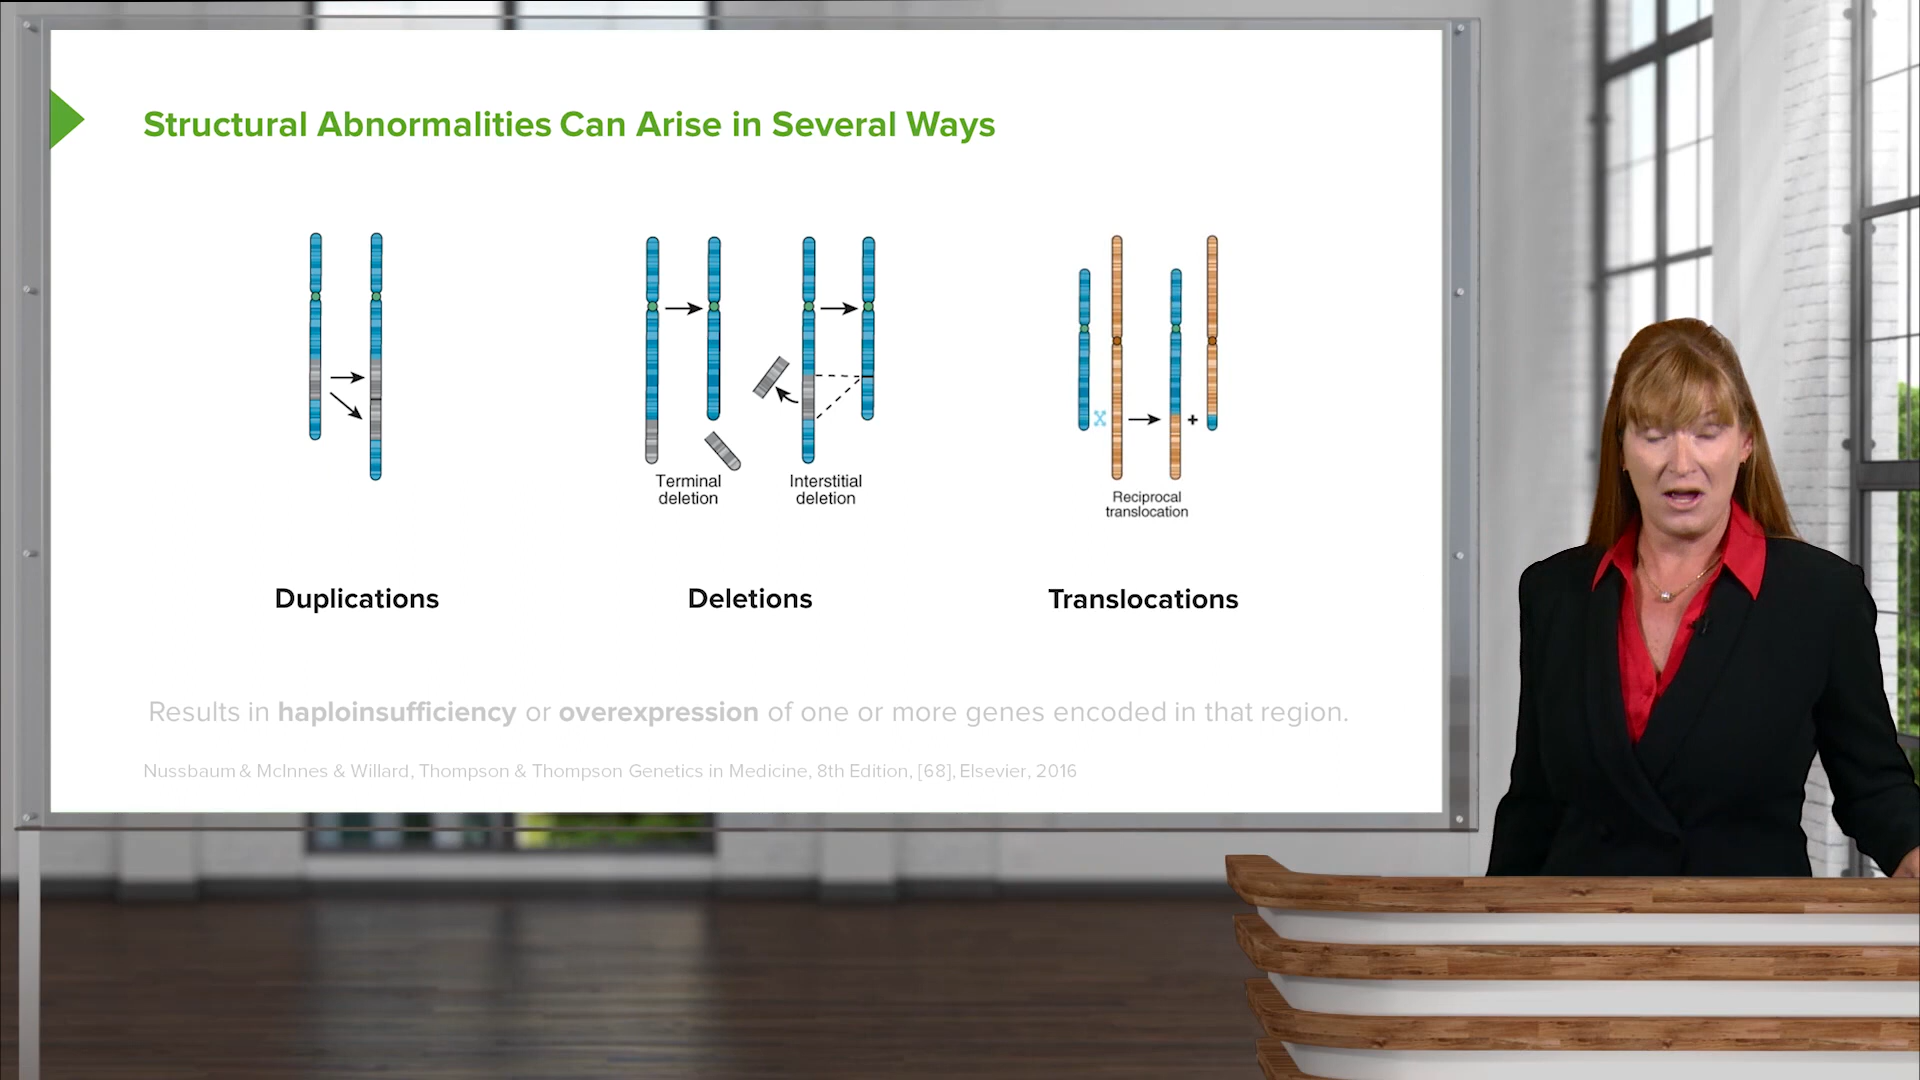 Structural Abnormalities Can Arise in Several Ways
Terminal
deletion
Interstitial
deletion
Reciprocal
translocation
+
Duplications
Deletions
Translocations
Results in haploinsufficiency or overexpression of one or more genes encoded in that region.
Nussbaum & McInnes & Willard, Thompson & Thompson Genetics in Medicine, 8th Edition, [68], Elsevier, 2016